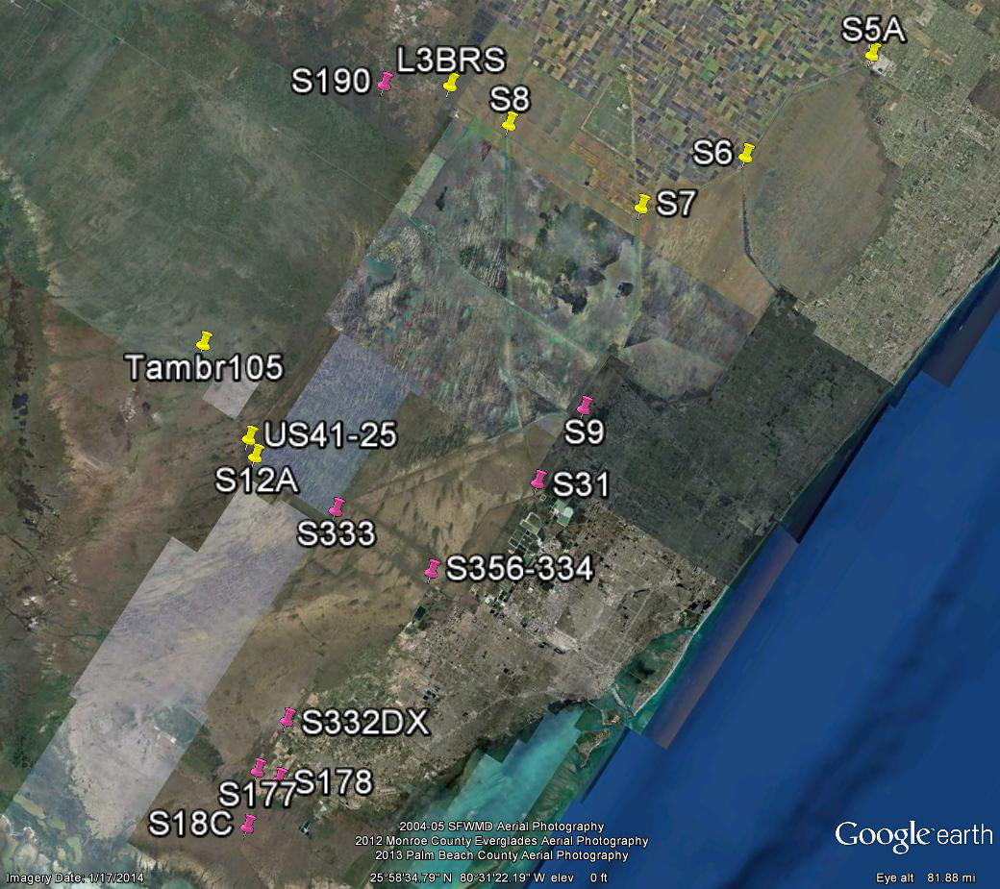 S5A
L3BRS
S190
S8
S6
S7
Tambr105
US41-25
S9
S12A
S31
S333
S356-334
S332DX
S178
S177
S18C
2004-05 SFWMD Aerial Photography
2012 Monroe County Everglades Aerial Photography
2013 Palm Beach County Aerial Photography
Google earth
Imagery Date: 1/17/2014
25°58'34.79" N 80°31'22.19" W elev 0 ft
Eye alt 81.88 mi